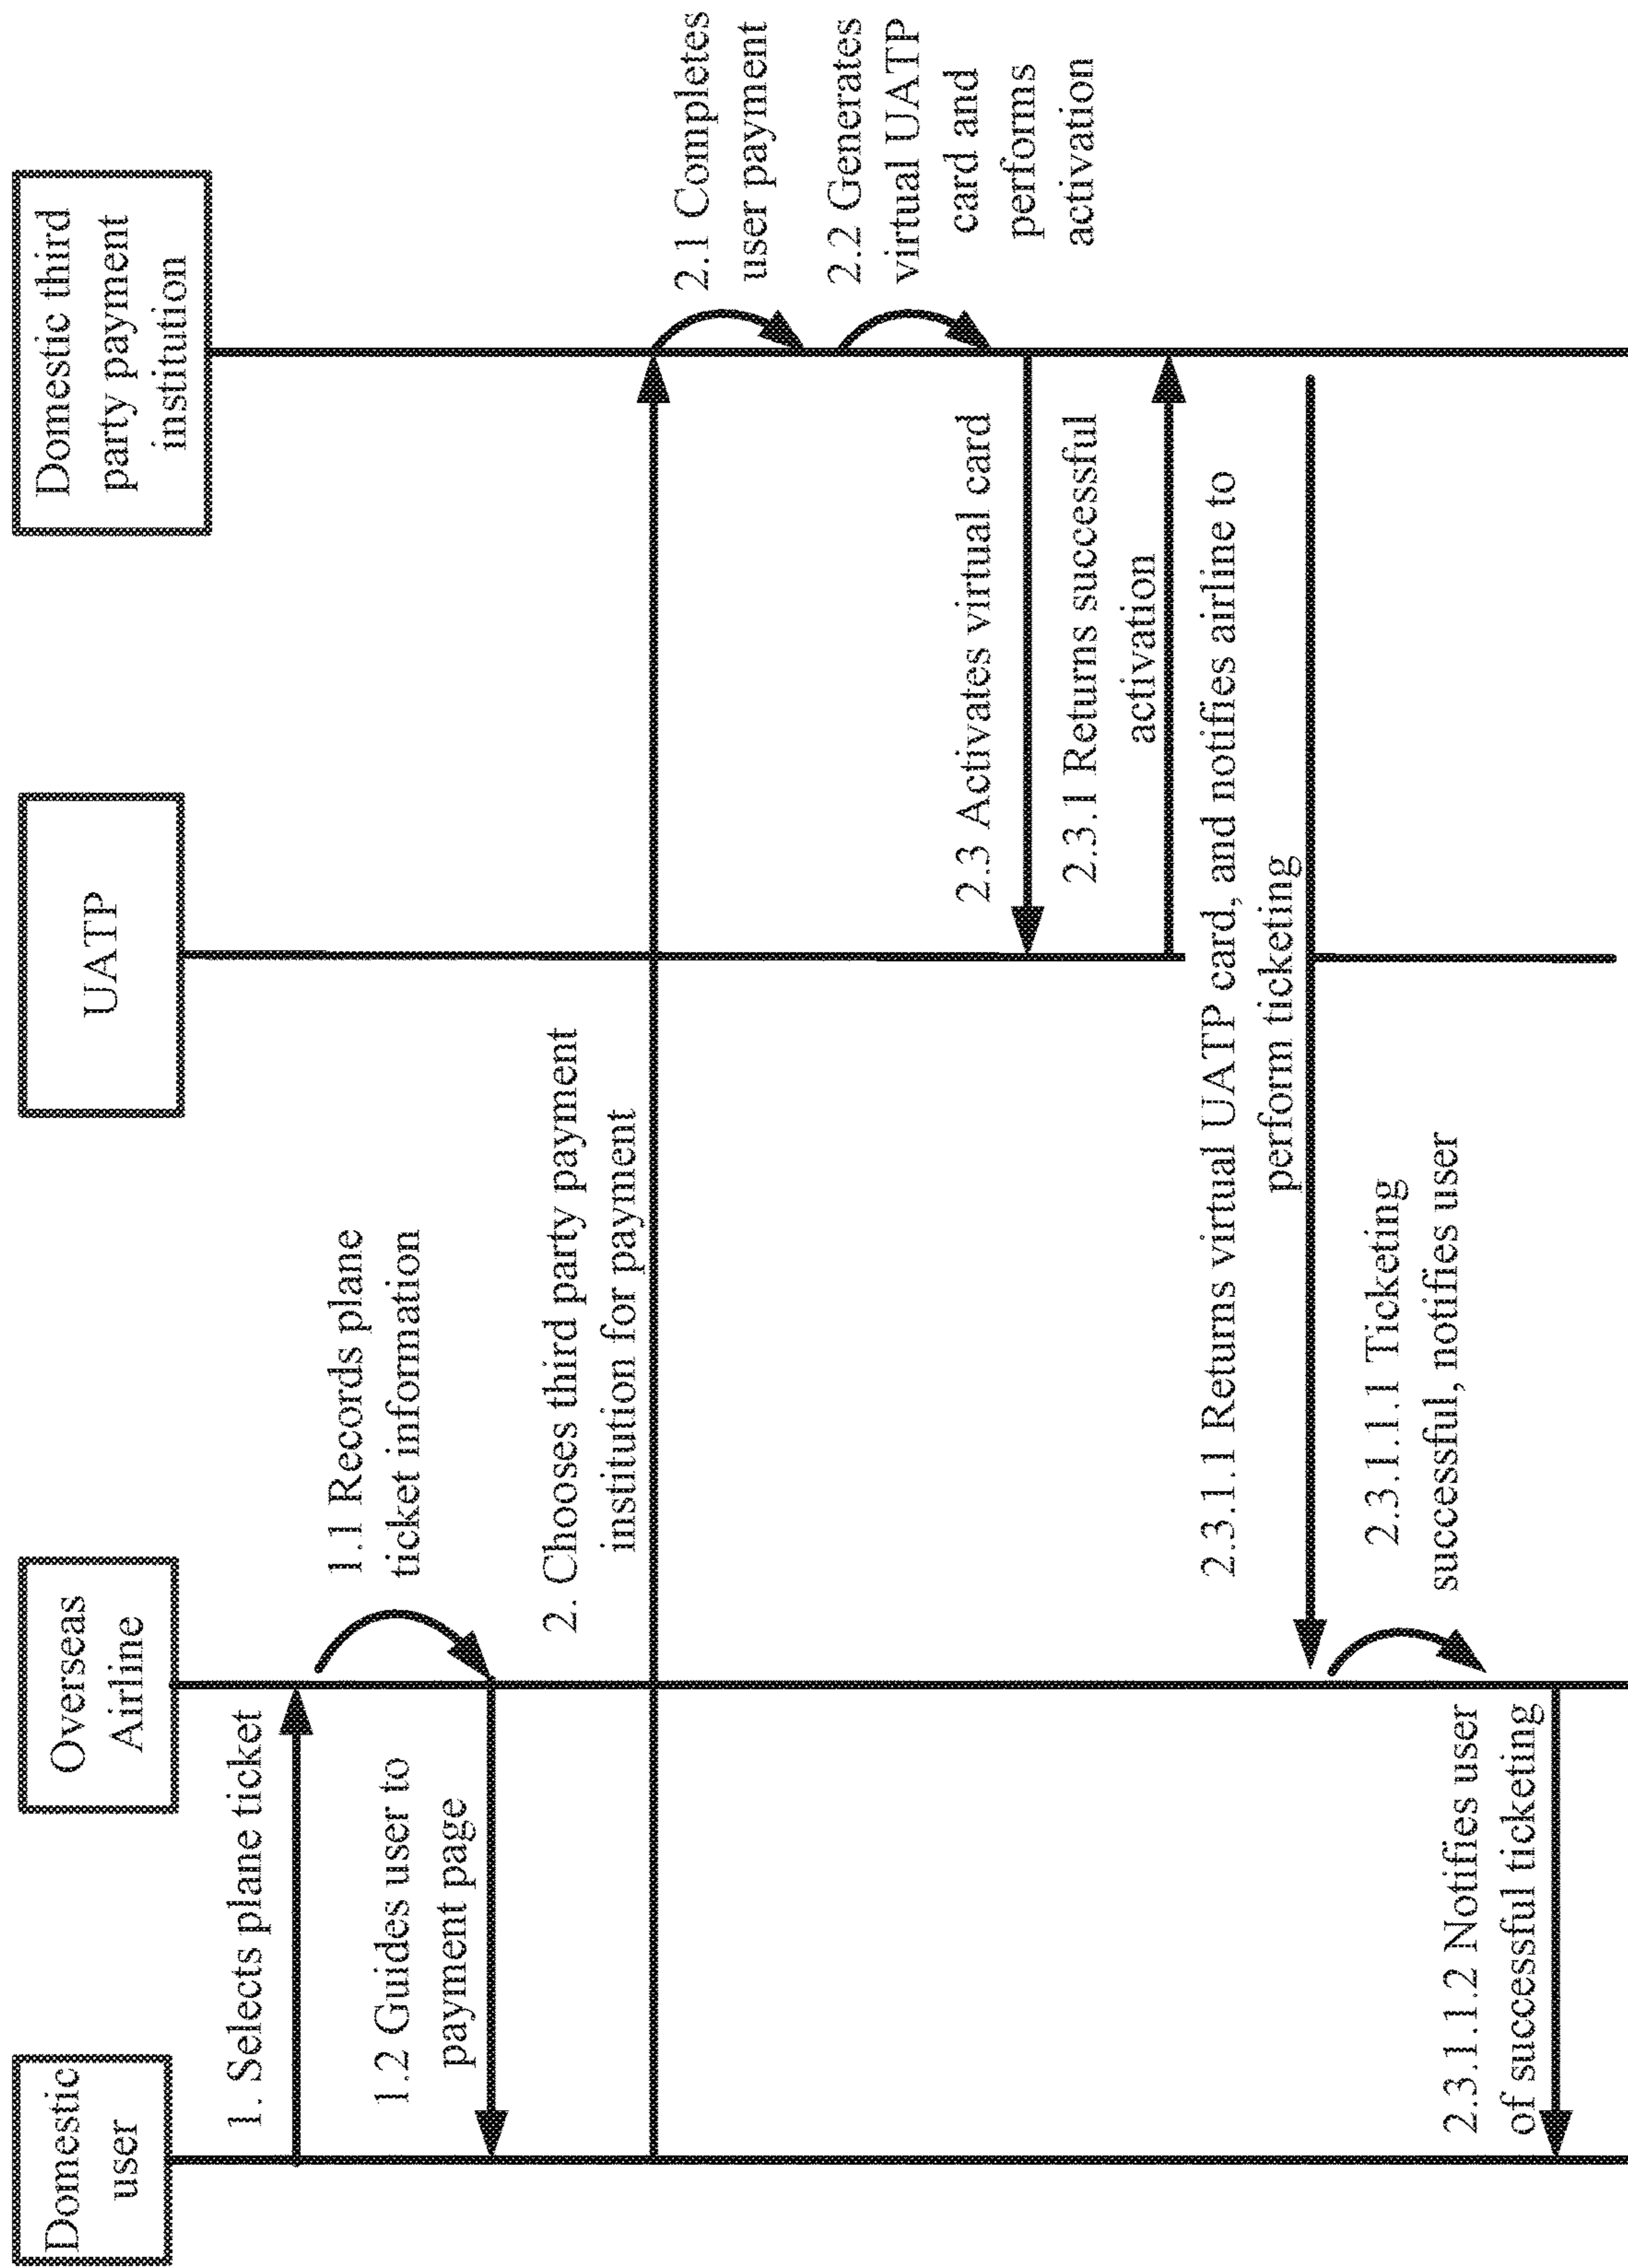 Domestic
user
Overseas
Airline
UATP
Domestic third
party payment
institution
1. Selects plane ticket
1.1 Records plane
ticket information
1.2 Guides user to
payment page
2. Chooses third party payment
institution for payment
2.1 Completes
user payment
2.2 Generates
virtual UATP
card and
performs
activation
2.3 Activates virtual card
2.3.1 Returns successful
activation
2.3.1.1 Returns virtual UATP card, and notifies airline to
perform ticketing
2.3.1.1.1 Ticketing
successful, notifies user
2.3.1.1.2 Notifies user
of successful ticketing